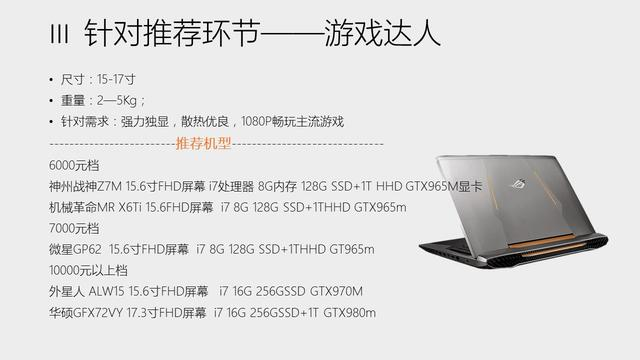 III 针对推荐环节——游戏达人
• 尺寸：15-17寸
• 重量：2—5Kg；
• 针对需求：强力独显，散热优良，1080P畅玩主流游戏
-------------------------推荐机型------------------------------
6000元档
神州战神Z7M 15.6寸FHD屏幕 i7处理器 8G内存 128G SSD+1T HHD GTX965M显卡
机械革命MR X6Ti 15.6FHD屏幕 i7 8G 128G SSD+1THHD GTX965m
7000元档
微星GP62 15.6寸FHD屏幕 i7 8G 128G SSD+1THHD GT965m
10000元以上档
外星人 ALW15 15.6寸FHD屏幕 i7 16G 256GSSD GTX970M
华硕GFX72VY 17.3寸FHD屏幕 i7 16G 256GSSD+1T GTX980m